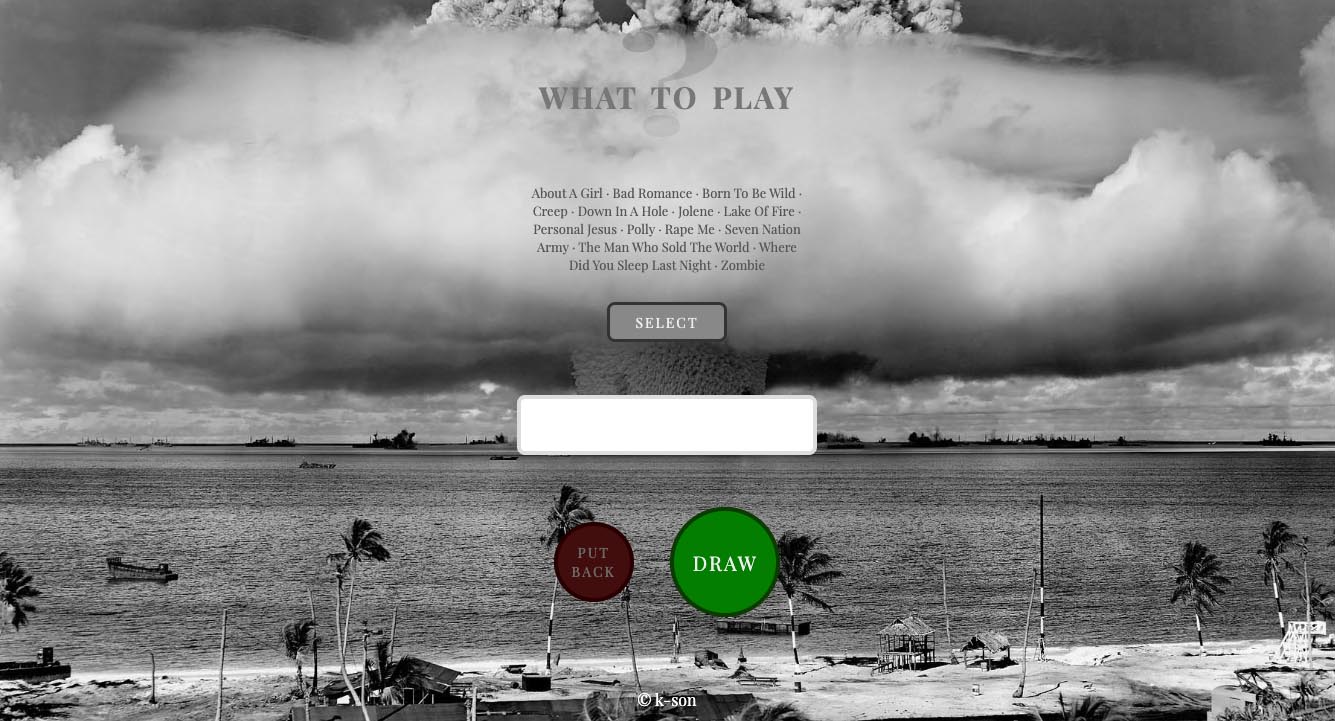 ?
WHAT TO PLAY
About A Girl · Bad Romance · Born To Be Wild ·
Creep · Down In A Hole · Jolene · Lake Of Fire ·
Personal Jesus · Polly · Rape Me · Seven Nation
Army · The Man Who Sold The World · Where
Did You Sleep Last Night · Zombie
SELECT
PUT
BACK
DRAW
© k-son